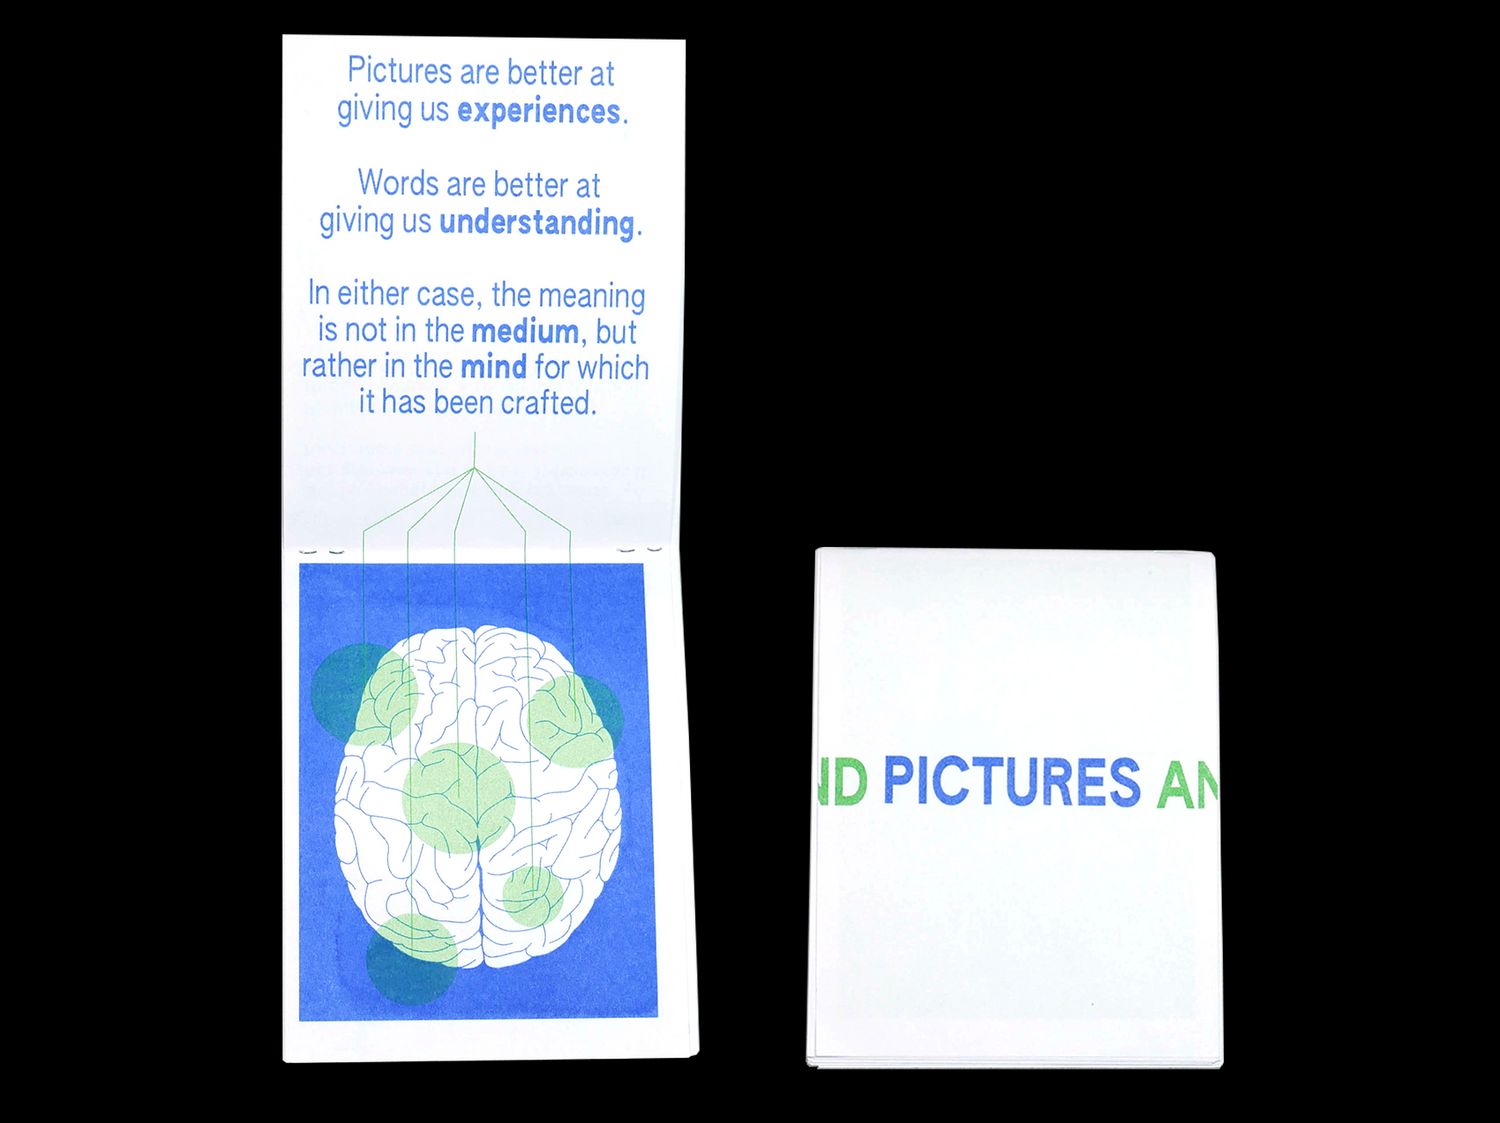 Pictures are better at
giving us experiences.
Words are better at
giving us understanding.
In either case, the meaning
is not in the medium, but
rather in the mind for which
it has been crafted.
ND PICTURES AN